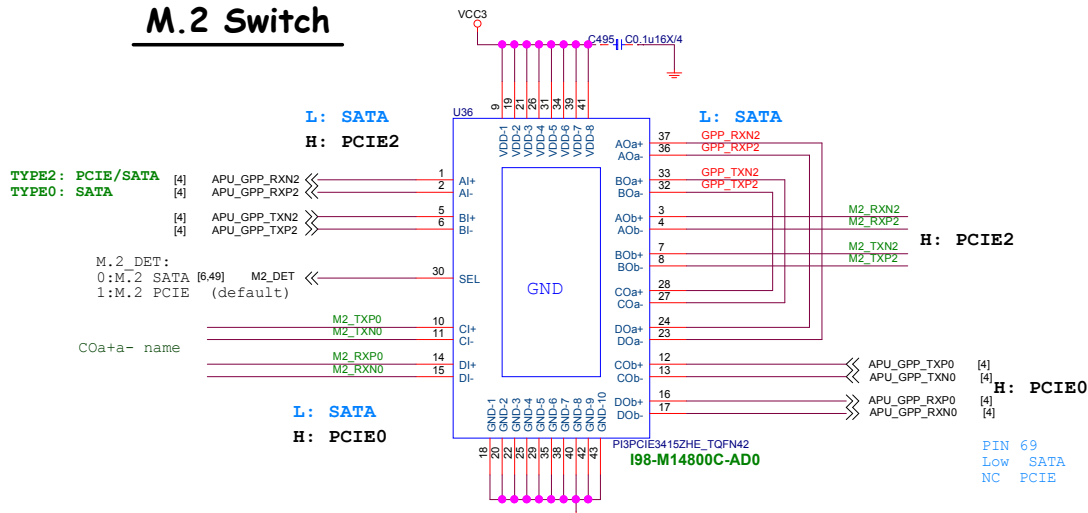 M.2 Switch
VCC3
C495 C0.1u16X/4
U36
9 19 21 26 31 34 39 41
VDD-1 VDD-2 VDD-3 VDD-4 VDD-5 VDD-6 VDD-7 VDD-8
L: SATA
H: PCIE2
TYPE2: PCIE/SATA
TYPE0: SATA
[4] APU_GPP_RXN2 1 AI+
[4] APU_GPP_RXP2 2 AI-
[4] APU_GPP_TXN2 5 BI+
[4] APU_GPP_TXP2 6 BI-
M.2_DET:
0:M.2 SATA [6,49] M2_DET 30 SEL
1:M.2 PCIE (default)
M2_TXP0 10 CI+
M2_TXN0 11 CI-
COa+a- name
M2_RXP0 14 DI+
M2_RXN0 15 DI-
L: SATA
H: PCIE0
GND
L: SATA
AOa+ 37 GPP_RXN2
AOa- 36 GPP_RXP2
BOa+ 33 GPP_TXN2
BOa- 32 GPP_TXP2
AOb+ 3 M2_RXN2
AOb- 4 M2_RXP2
H: PCIE2
BOb+ 7 M2_TXN2
BOb- 8 M2_TXP2
COa+ 28
COa- 27
DOa+ 24
DOa- 23
COb+ 12 APU_GPP_TXP0 [4]
COb- 13 APU_GPP_TXN0 [4]
H: PCIE0
DOb+ 16 APU_GPP_RXP0 [4]
DOb- 17 APU_GPP_RXN0 [4]
GND-1 GND-2 GND-3 GND-4 GND-5 GND-6 GND-7 GND-8 GND-9 GND-10
18 20 22 25 29 35 38 40 42 43
PI3PCIE3415ZHE_TQFN42
I98-M14800C-AD0
PIN 69
Low SATA
NC PCIE